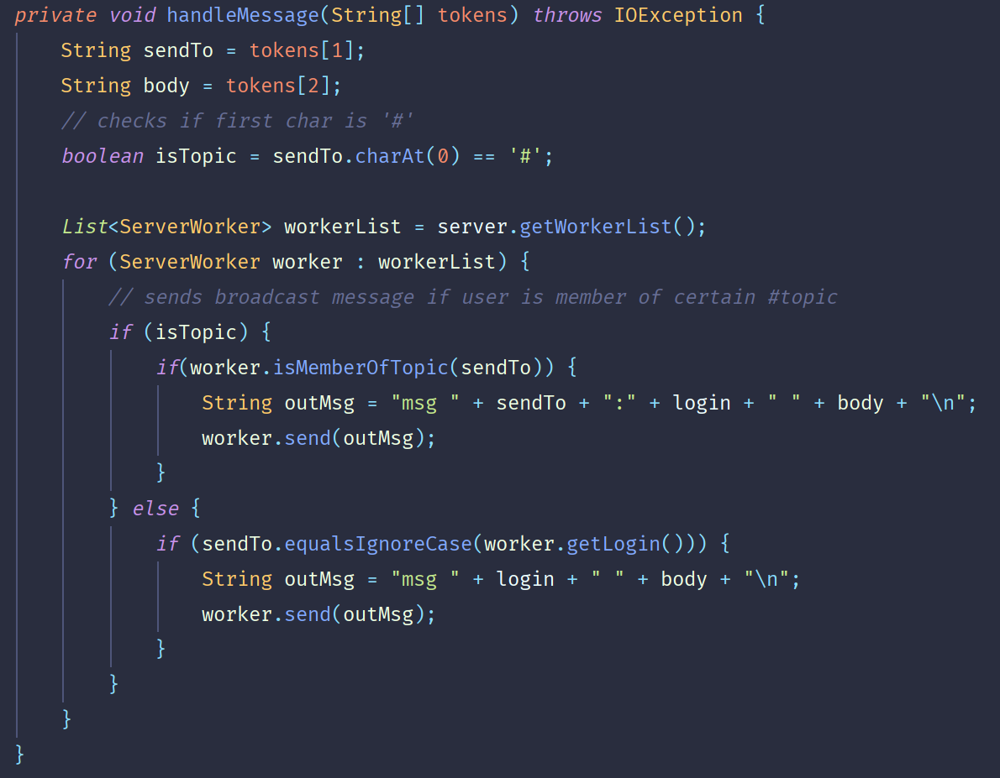 private void handleMessage(String[] tokens) throws IOException {
    String sendTo = tokens[1];
    String body = tokens[2];
    // checks if first char is '#'
    boolean isTopic = sendTo.charAt(0) == '#';

    List<ServerWorker> workerList = server.getWorkerList();
    for (ServerWorker worker : workerList) {
        // sends broadcast message if user is member of certain #topic
        if (isTopic) {
            if(worker.isMemberOfTopic(sendTo)) {
                String outMsg = "msg " + sendTo + ":" + login + " " + body + "\n";
                worker.send(outMsg);
            }
        } else {
            if (sendTo.equalsIgnoreCase(worker.getLogin())) {
                String outMsg = "msg " + login + " " + body + "\n";
                worker.send(outMsg);
            }
        }
    }
}